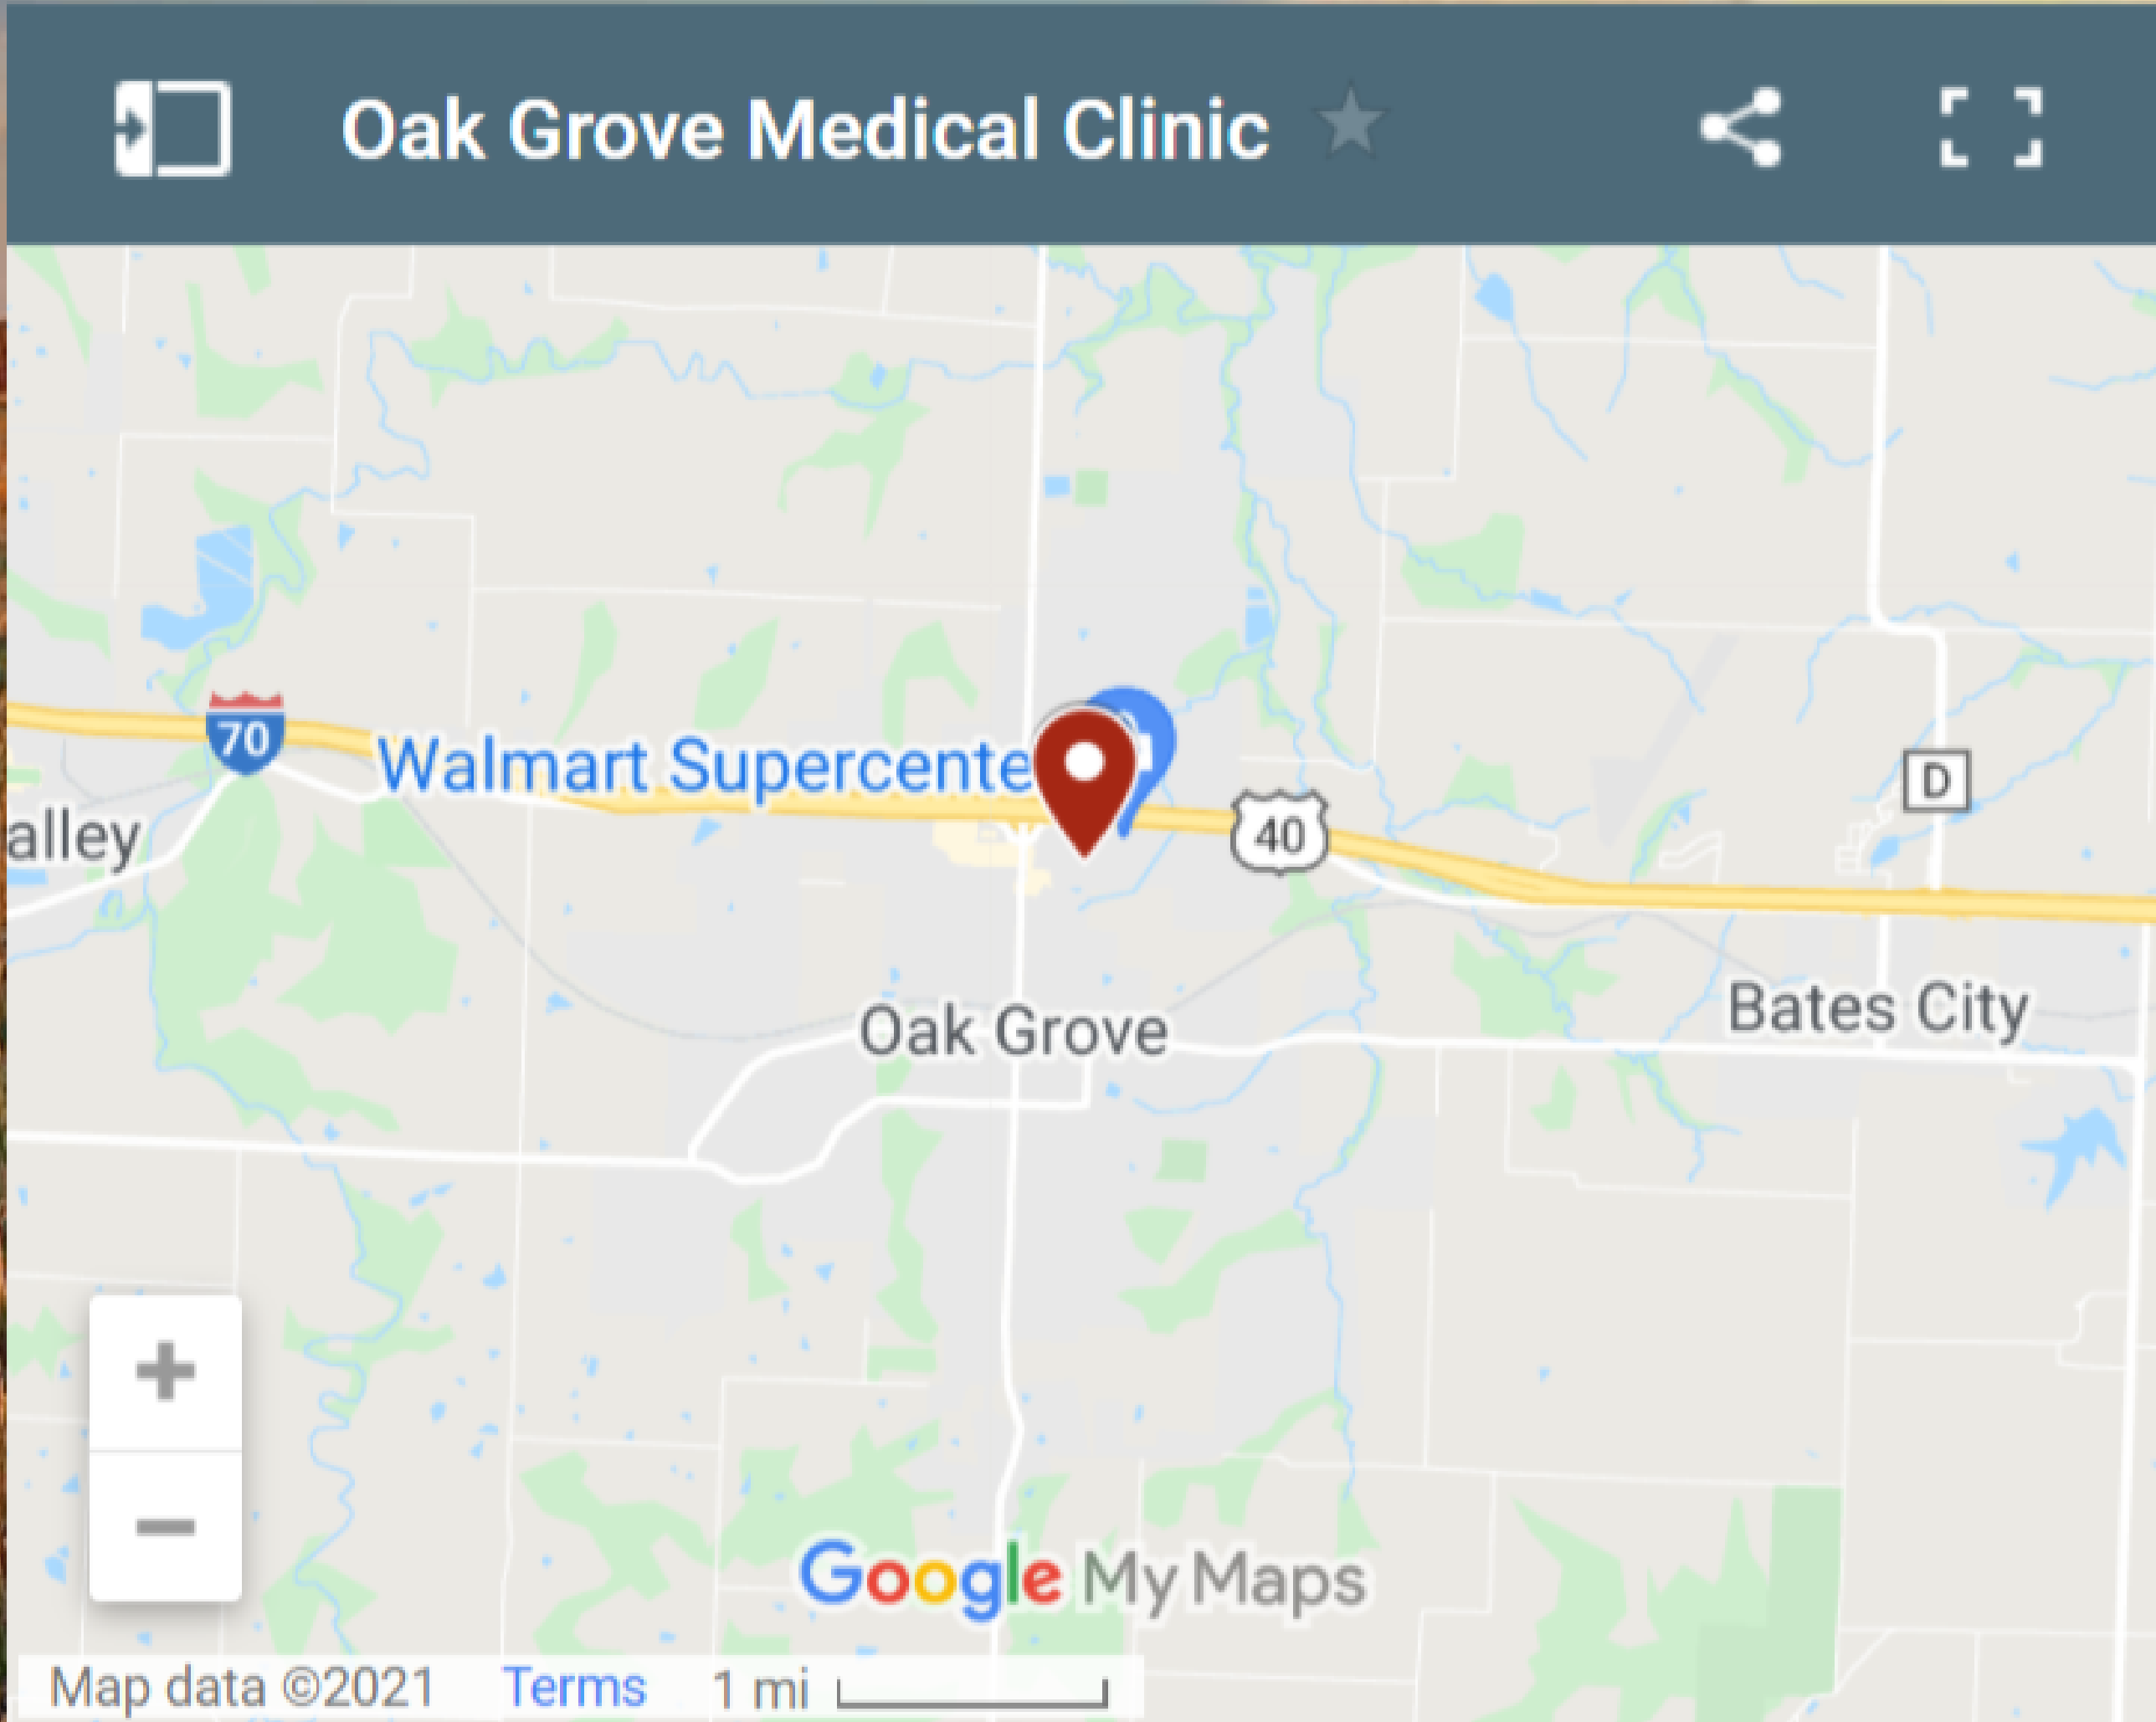 Oak Grove Medical Clinic
70
Walmart Supercente
40
D
alley
Bates City
Oak Grove
+
−
Google My Maps
Map data ©2021 Terms 1 mi